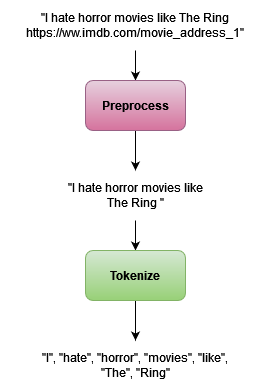 "I hate horror movies like The Ring
https://ww.imdb.com/movie_address_1"
Preprocess
"I hate horror movies like
The Ring "
Tokenize
"I", "hate", "horror", "movies", "like",
"The", "Ring"